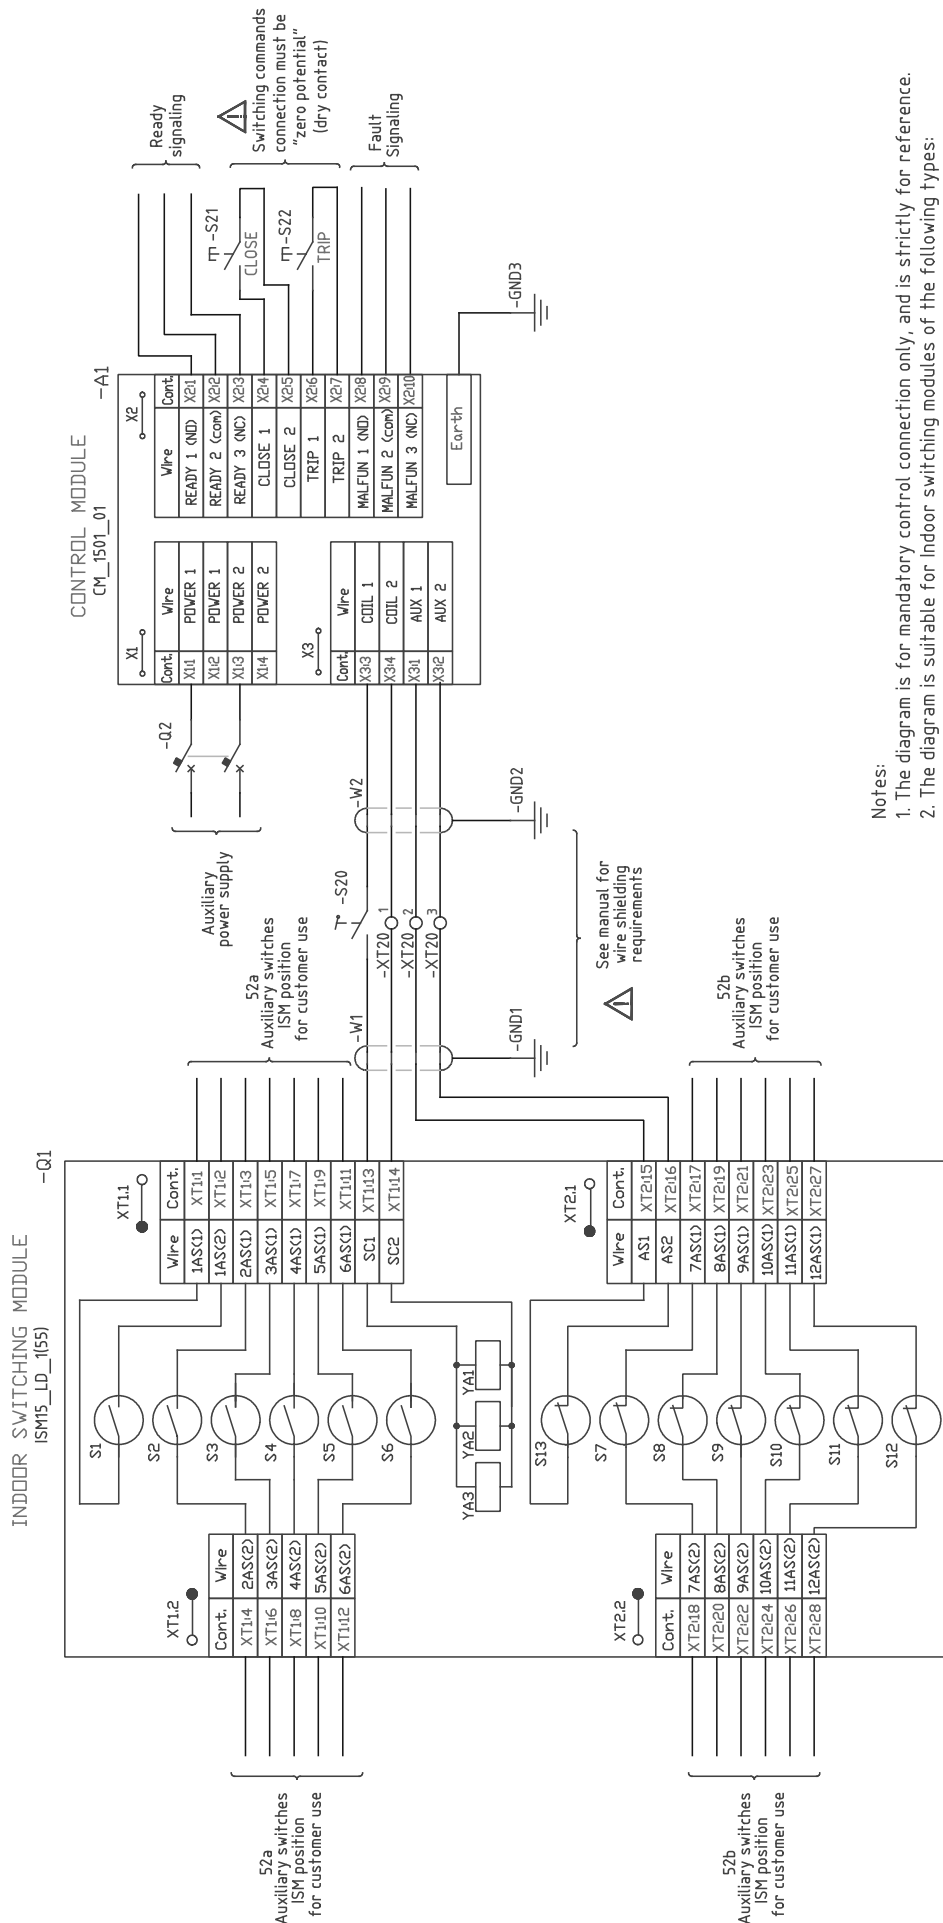 INDOOR SWITCHING MODULE
ISM15_LD_1(55)
-Q1
CONTROL MODULE
CM_1501_01
-A1
52a
Auxiliary switches
ISM position
for customer use
XT1.2
Cont. Wire
XT1:4 2AS(2)
XT1:6 3AS(2)
XT1:8 4AS(2)
XT1:10 5AS(2)
XT1:12 6AS(2)
S1
S2
S3
S4
S5
S6
YA3
YA2
YA1
XT1.1
Wire Cont.
1AS(1) XT1:1
1AS(2) XT1:2
2AS(1) XT1:3
3AS(1) XT1:5
4AS(1) XT1:7
5AS(1) XT1:9
6AS(1) XT1:11
SC1 XT1:13
SC2 XT1:14
52a
Auxiliary switches
ISM position
for customer use
52b
Auxiliary switches
ISM position
for customer use
XT2.2
Cont. Wire
XT2:18 7AS(2)
XT2:20 8AS(2)
XT2:22 9AS(2)
XT2:24 10AS(2)
XT2:26 11AS(2)
XT2:28 12AS(2)
S13
S7
S8
S9
S10
S11
S12
XT2.1
Wire Cont.
AS1 XT2:15
AS2 XT2:16
7AS(1) XT2:17
8AS(1) XT2:19
9AS(1) XT2:21
10AS(1) XT2:23
11AS(1) XT2:25
12AS(1) XT2:27
52b
Auxiliary switches
ISM position
for customer use
-W1
-GND1
-S20
-XT20 1
-XT20 2
-XT20 3
-W2
-GND2
See manual for
wire shielding
requirements
Auxiliary
power supply
-Q2
X1
Cont. Wire
X1:1 POWER 1
X1:2 POWER 1
X1:3 POWER 2
X1:4 POWER 2
X3
Cont. Wire
X3:3 COIL 1
X3:4 COIL 2
X3:1 AUX 1
X3:2 AUX 2
X2
Wire Cont.
READY 1 (NO) X2:1
READY 2 (com) X2:2
READY 3 (NC) X2:3
CLOSE 1 X2:4
CLOSE 2 X2:5
TRIP 1 X2:6
TRIP 2 X2:7
MALFUN 1 (NO) X2:8
MALFUN 2 (com) X2:9
MALFUN 3 (NC) X2:10
Earth
-GND3
-S21
CLOSE
-S22
TRIP
Ready
signaling
Switching commands
connection must be
"zero potential"
(dry contact)
Fault
Signaling
Notes:
1. The diagram is for mandatory control connection only, and is strictly for reference.
2. The diagram is suitable for Indoor switching modules of the following types: